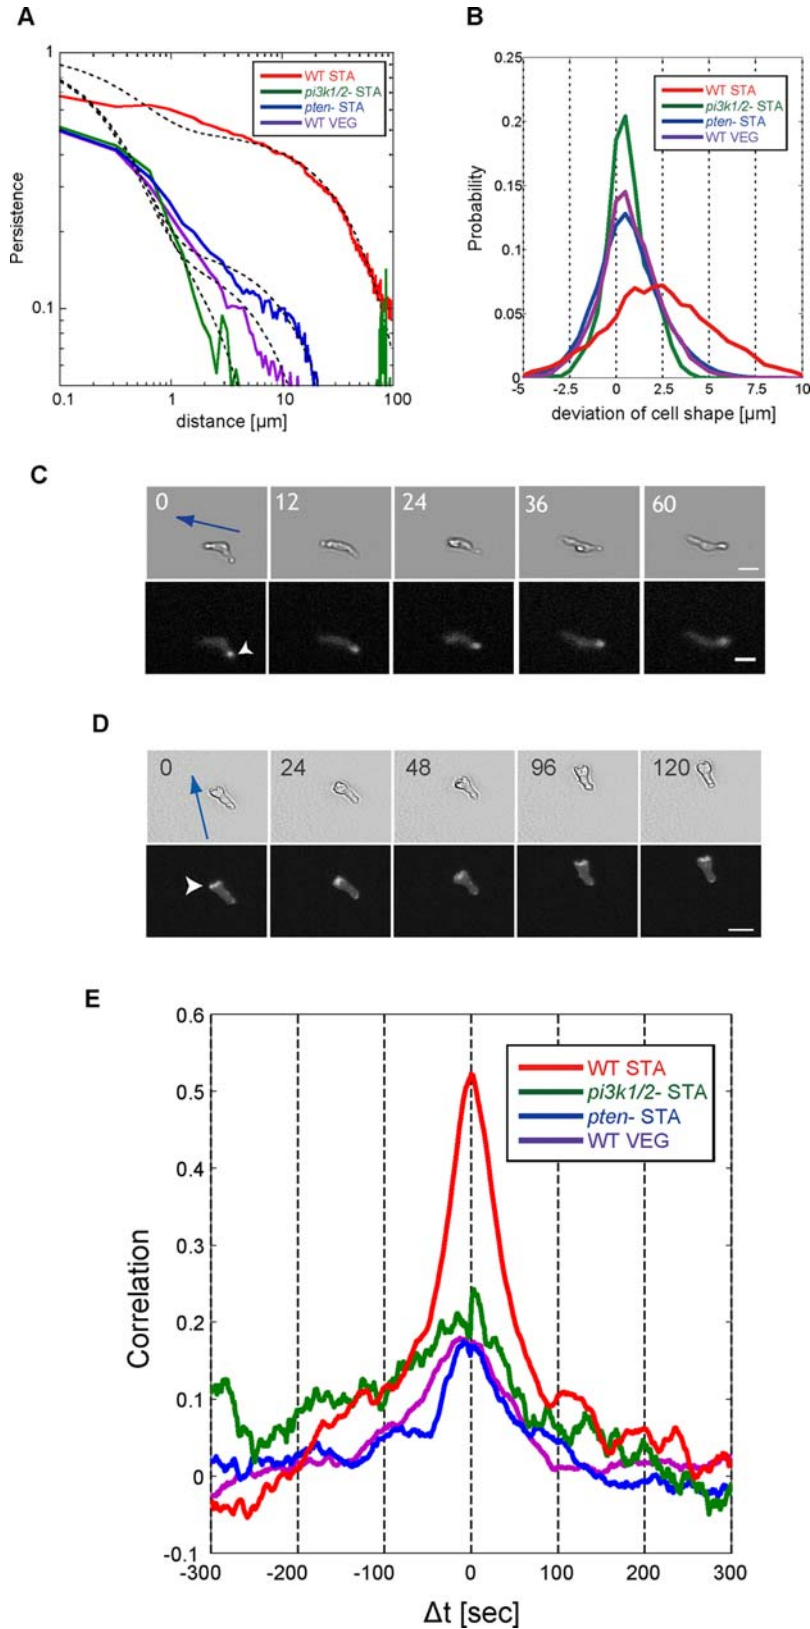 A
1
0.1
Persistence
WT STA
pi3k1/2- STA
pten- STA
WT VEG
0.1
1
10
100
distance [µm]
B
0.25
0.2
0.15
0.1
0.05
0
Probability
WT STA
pi3k1/2- STA
pten- STA
WT VEG
-5
-2.5
0
2.5
5
7.5
10
deviation of cell shape [µm]
C
0
12
24
36
60
D
0
24
48
96
120
E
0.6
0.5
0.4
0.3
0.2
0.1
0
-0.1
Correlation
WT STA
pi3k1/2- STA
pten- STA
WT VEG
-300
-200
-100
0
100
200
300
Δt [sec]